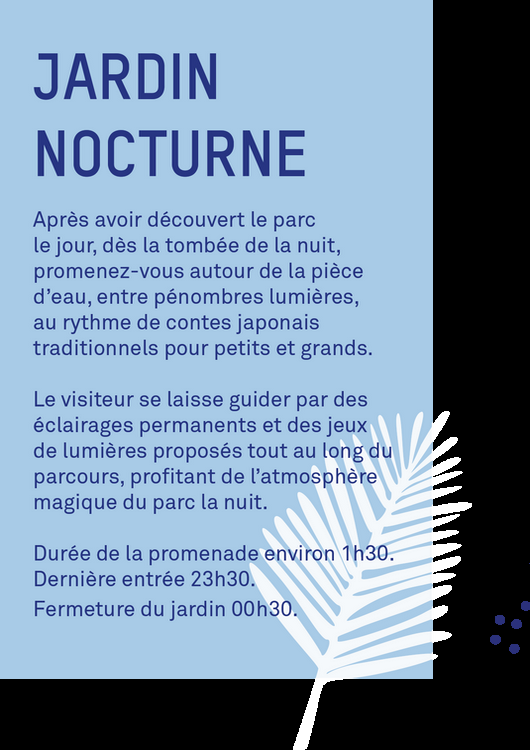 JARDIN
NOCTURNE
Après avoir découvert le parc
le jour, dès la tombée de la nuit,
promenez-vous autour de la pièce
d'eau, entre pénombres lumières,
au rythme de contes japonais
traditionnels pour petits et grands.
Le visiteur se laisse guider par des
éclairages permanents et des jeux
de lumières proposés tout au long du
parcours, profitant de l'atmosphère
magique du parc la nuit.
Durée de la promenade environ 1h30.
Dernière entrée 23h30.
Fermeture du jardin 00h30.